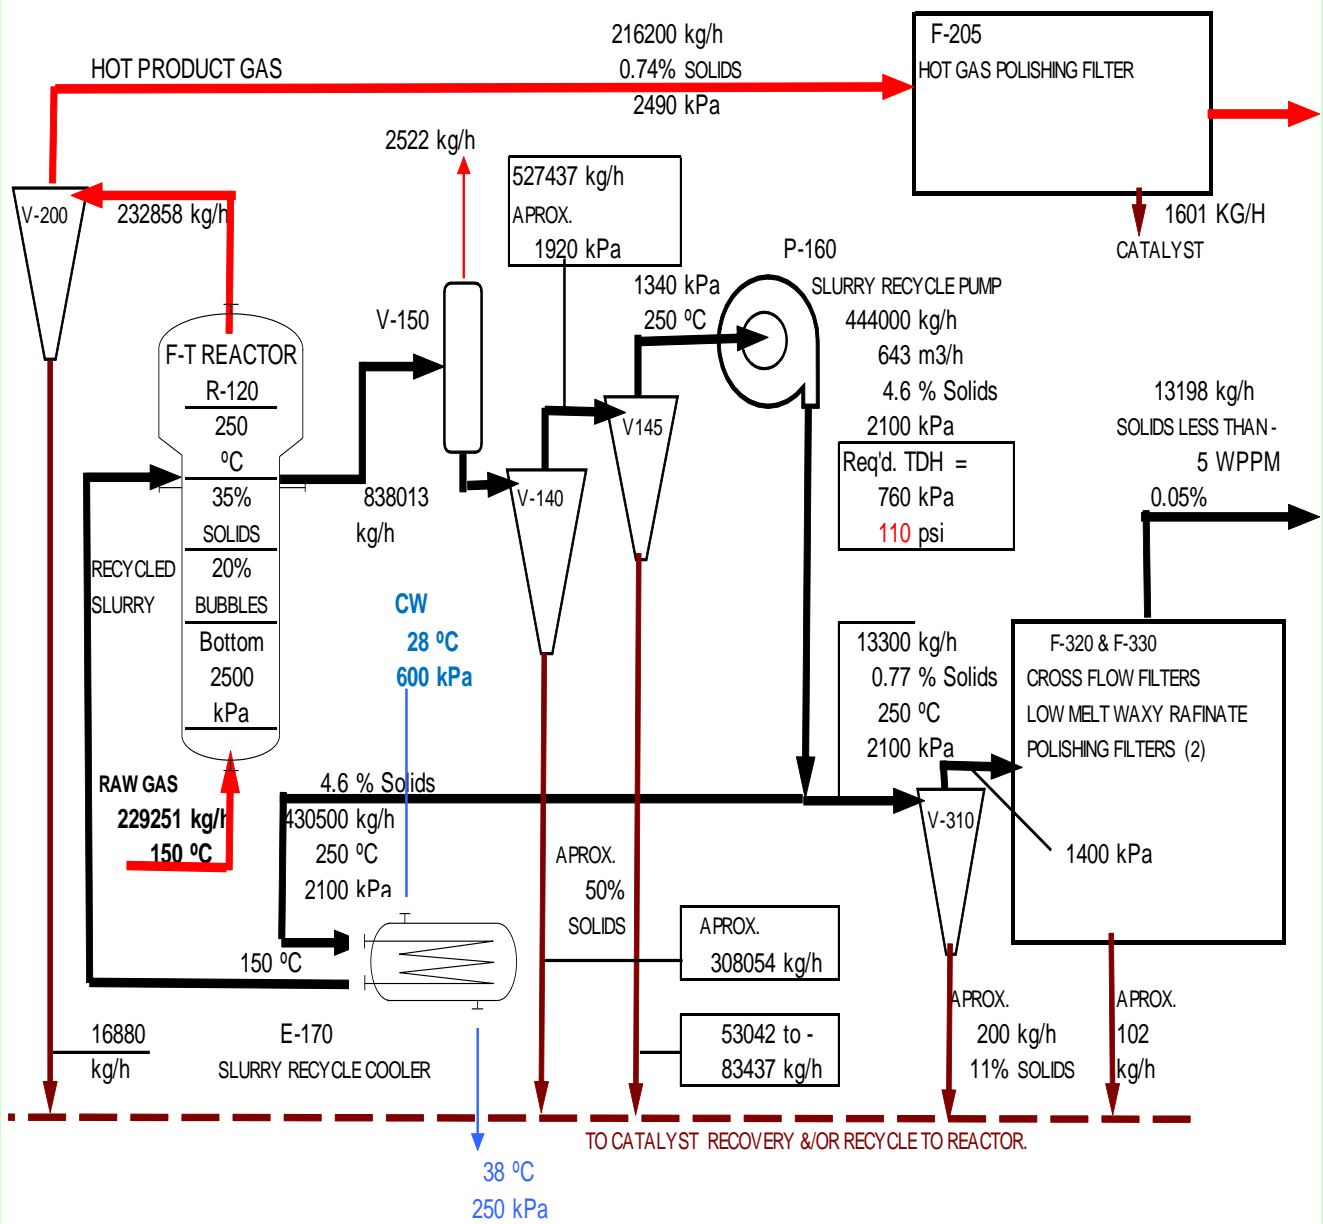 216200 kg/h
0.74% SOLIDS
2490 kPa
HOT PRODUCT GAS
F-205
HOT GAS POLISHING FILTER
2522 kg/h
527437 kg/h
APROX.
1920 kPa
V-200
232858 kg/h
1601 KG/H
CATALYST
P-160
SLURRY RECYCLE PUMP
444000 kg/h
643 m3/h
4.6 % Solids
2100 kPa
1340 kPa
250 ºC
V-150
F-T REACTOR
R-120
250
ºC
35%
SOLIDS
20%
BUBBLES
Bottom
2500
kPa
V145
V-140
Req'd. TDH =
760 kPa
110 psi
13198 kg/h
SOLIDS LESS THAN -
5 WPPM
0.05%
838013
kg/h
RECYCLED
SLURRY
CW
28 ºC
600 kPa
13300 kg/h
0.77 % Solids
250 ºC
2100 kPa
F-320 & F-330
CROSS FLOW FILTERS
LOW MELT WAXY RAFINATE
POLISHING FILTERS (2)
RAW GAS
229251 kg/h
150 ºC
4.6 % Solids
430500 kg/h
250 ºC
2100 kPa
V-310
1400 kPa
APROX.
50%
SOLIDS
APROX.
308054 kg/h
150 ºC
E-170
SLURRY RECYCLE COOLER
16880
kg/h
53042 to -
83437 kg/h
APROX.
200 kg/h
11% SOLIDS
APROX.
102
kg/h
TO CATALYST RECOVERY &/OR RECYCLE TO REACTOR.
38 ºC
250 kPa